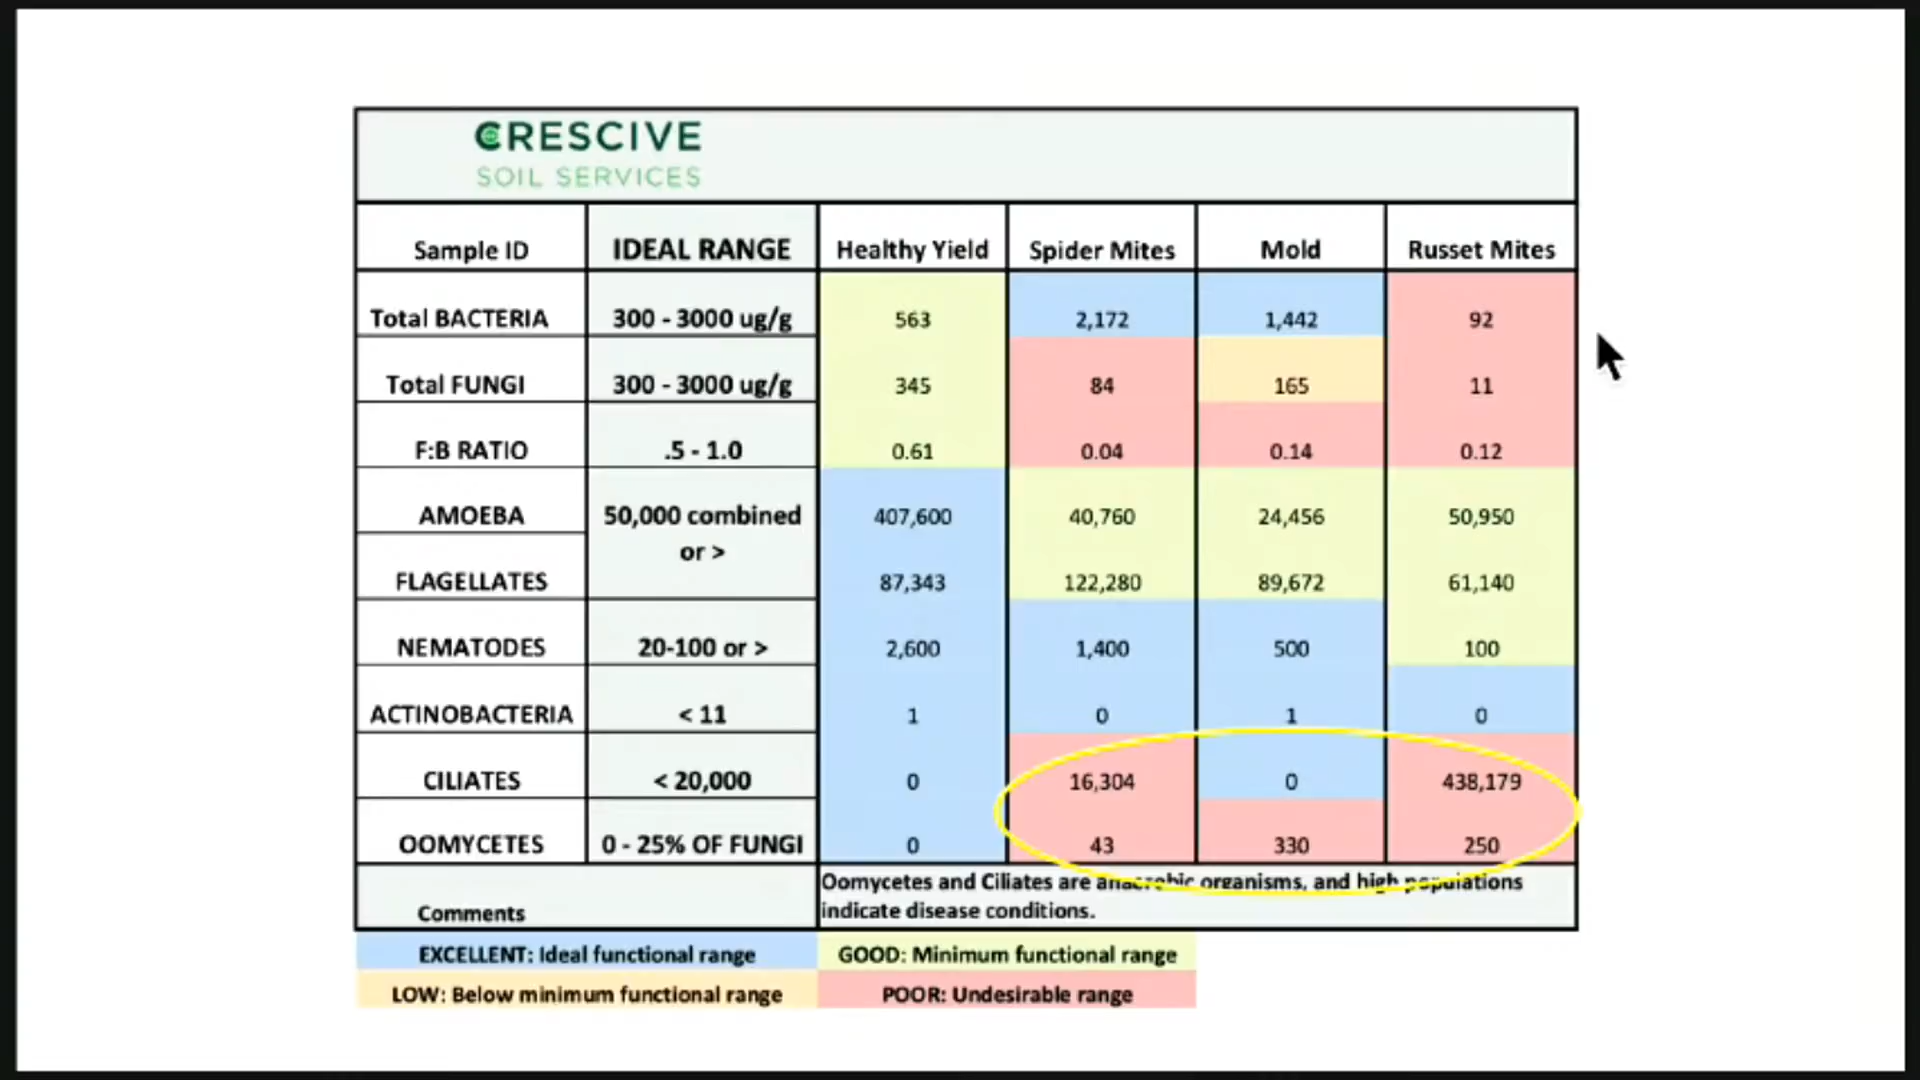 CRESCIVE
SOIL SERVICES
Sample ID IDEAL RANGE Healthy Yield Spider Mites Mold Russet Mites
Total BACTERIA 300 - 3000 ug/g 563 2,172 1,442 92
Total FUNGI 300 - 3000 ug/g 345 84 165 11
F:B RATIO .5 - 1.0 0.61 0.04 0.14 0.12
AMOEBA 50,000 combined 407,600 40,760 24,456 50,950
or >
FLAGELLATES 87,343 122,280 89,672 61,140
NEMATODES 20-100 or > 2,600 1,400 500 100
ACTINOBACTERIA < 11 1 0 1 0
CILIATES < 20,000 0 16,304 0 438,179
OOMYCETES 0 - 25% OF FUNGI 0 43 330 250
Oomycetes and Ciliates are anaerobic organisms, and high populations
Comments indicate disease conditions.
EXCELLENT: Ideal functional range GOOD: Minimum functional range
LOW: Below minimum functional range POOR: Undesirable range